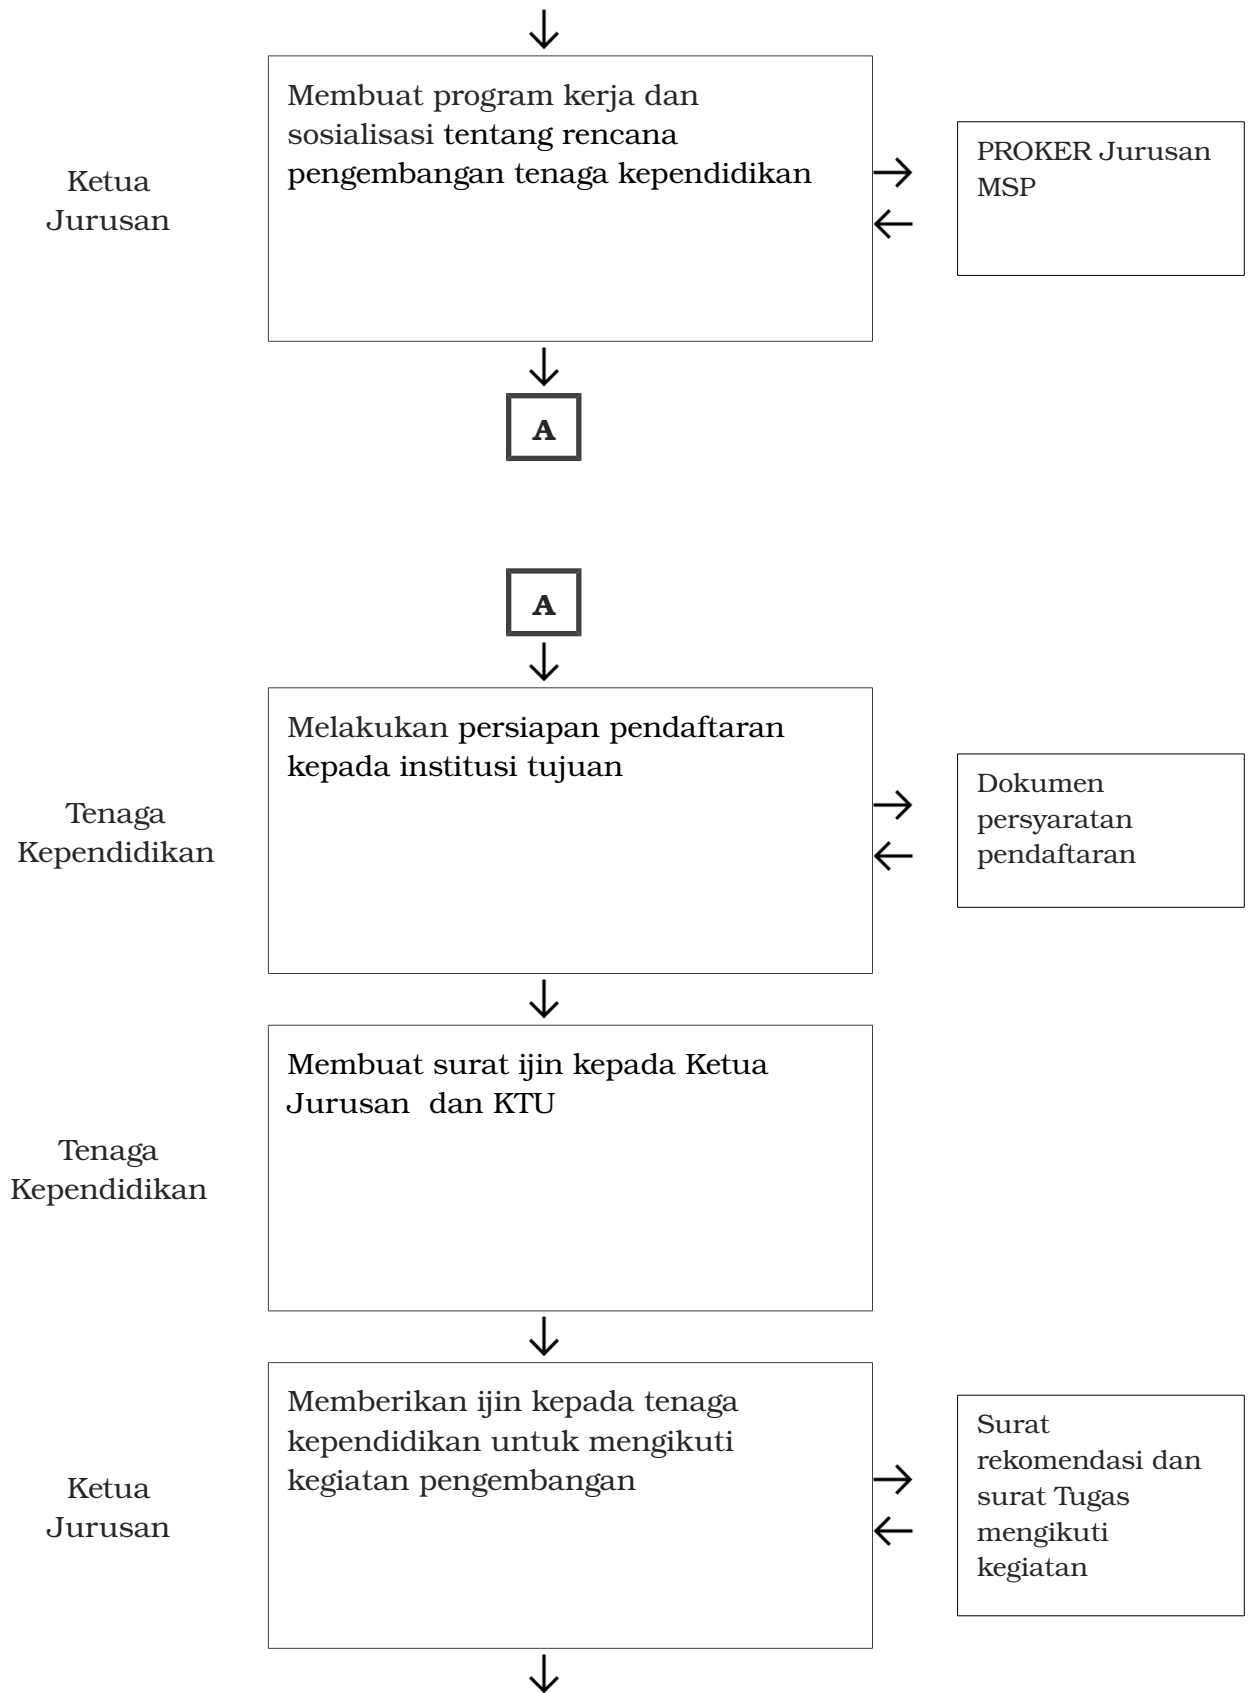 Membuat program kerja dan
sosialisasi tentang rencana
pengembangan tenaga kependidikan
Ketua
Jurusan
PROKER Jurusan
MSP
A
A
Melakukan persiapan pendaftaran
kepada institusi tujuan
Tenaga
Kependidikan
Dokumen
persyaratan
pendaftaran
Membuat surat ijin kepada Ketua
Jurusan  dan KTU
Tenaga
Kependidikan
Memberikan ijin kepada tenaga
kependidikan untuk mengikuti
kegiatan pengembangan
Ketua
Jurusan
Surat
rekomendasi dan
surat Tugas
mengikuti
kegiatan